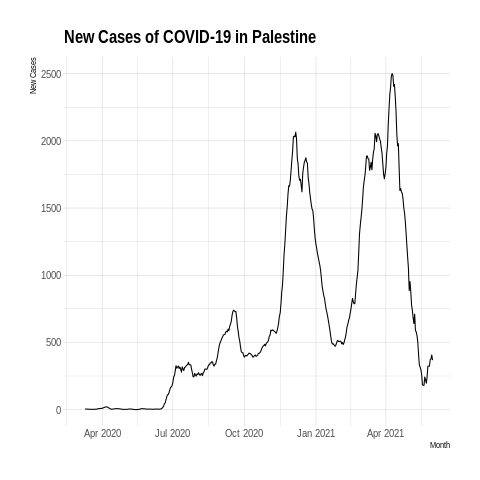 New Cases of COVID-19 in Palestine
New Cases
2500
2000
1500
1000
500
0
Apr 2020 Jul 2020 Oct 2020 Jan 2021 Apr 2021
Month